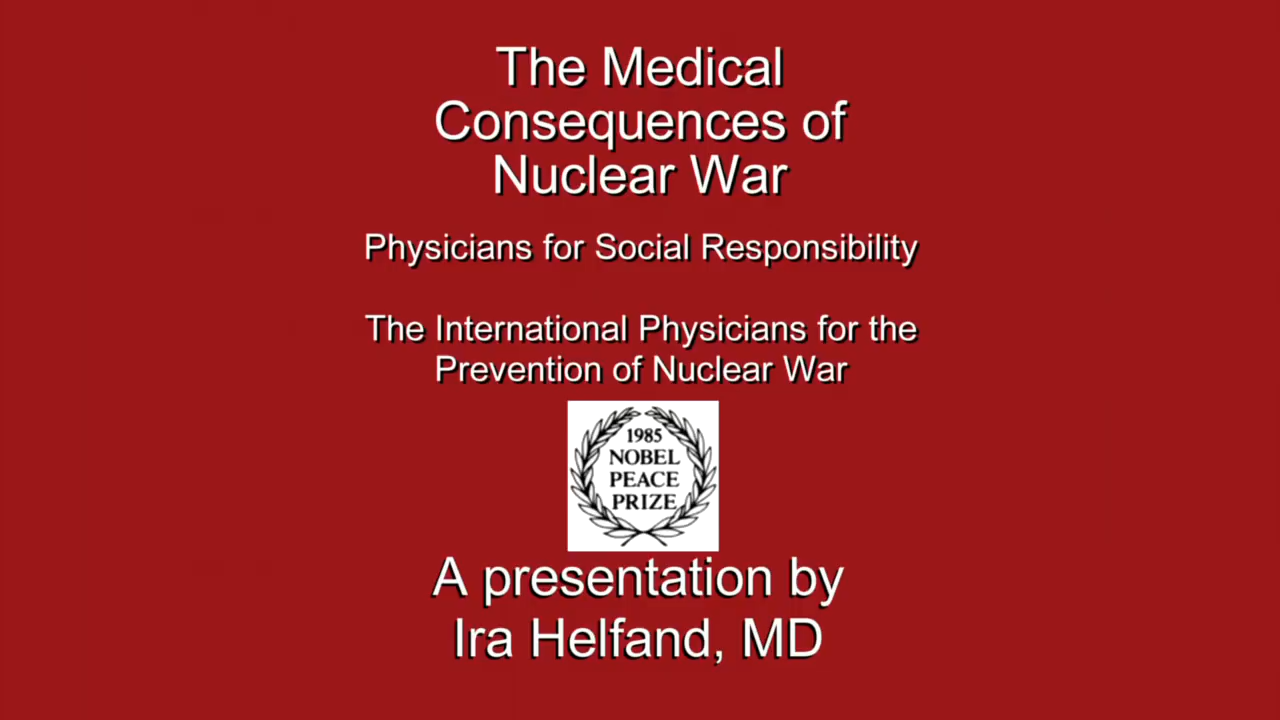 The Medical
Consequences of
Nuclear War
Physicians for Social Responsibility
The International Physicians for the
Prevention of Nuclear War
1985
NOBEL
PEACE
PRIZE
A presentation by
Ira Helfand, MD